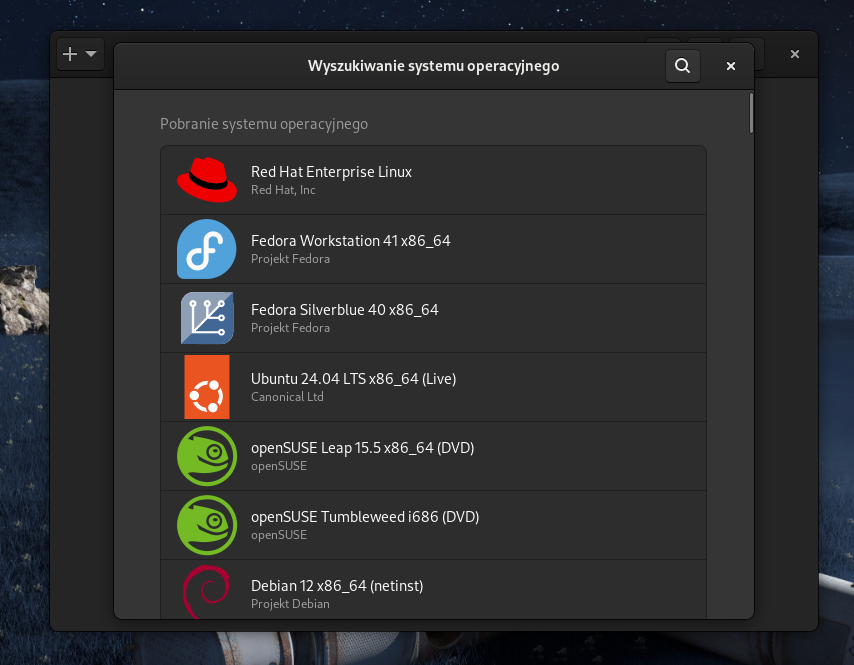 Wyszukiwanie systemu operacyjnego
Pobranie systemu operacyjnego
Red Hat Enterprise Linux
Red Hat, Inc
Fedora Workstation 41 x86_64
Projekt Fedora
Fedora Silverblue 40 x86_64
Projekt Fedora
Ubuntu 24.04 LTS x86_64 (Live)
Canonical Ltd
openSUSE Leap 15.5 x86_64 (DVD)
openSUSE
openSUSE Tumbleweed i686 (DVD)
openSUSE
Debian 12 x86_64 (netinst)
Projekt Debian